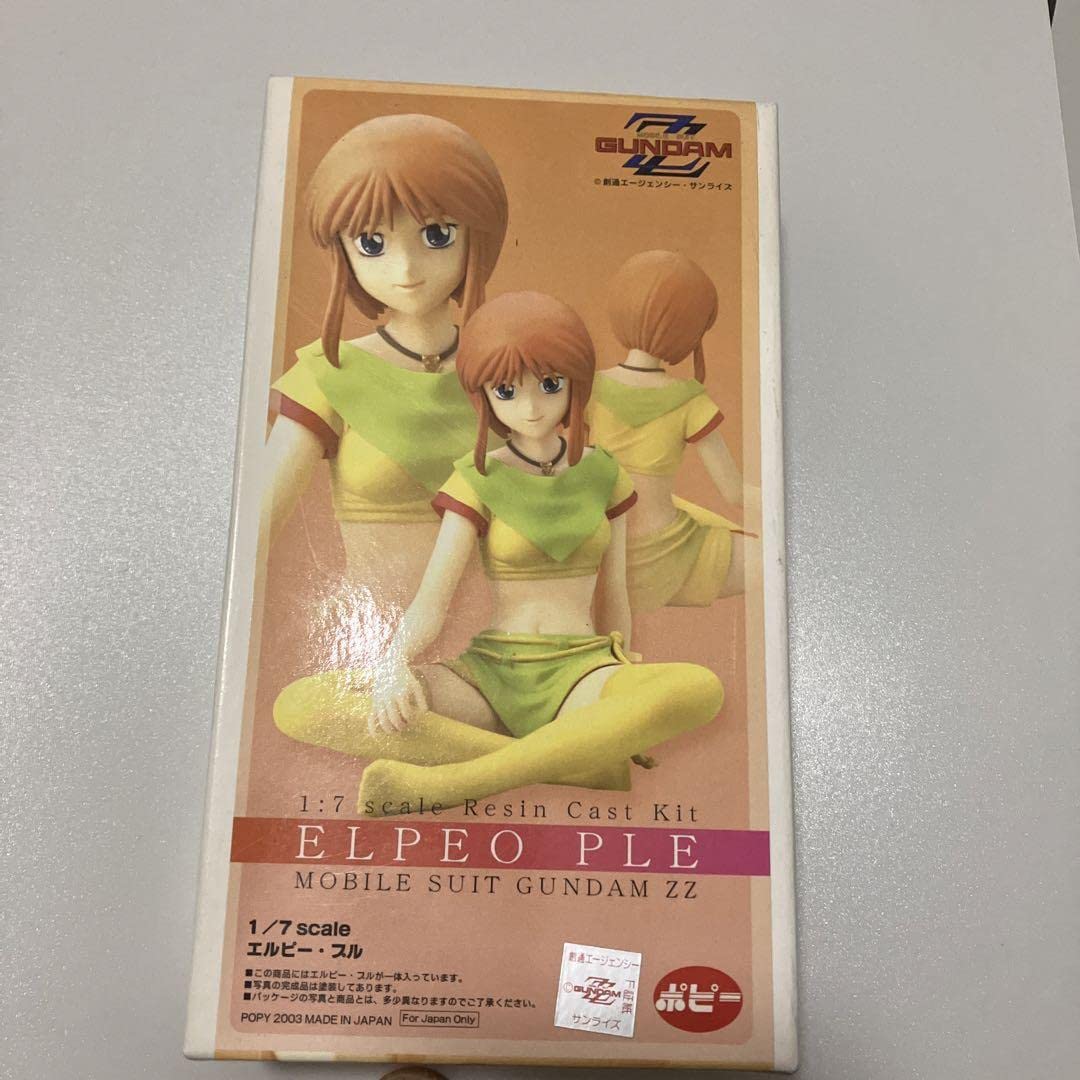 MOBILE SUIT
GUNDAM
©創通エージェンシー・サンライズ
1:7 scale Resin Cast Kit
ELPEO PLE
MOBILE SUIT GUNDAM ZZ
1/7 scale
エルピー・プル
■この商品にはエルピー・プルが一体入っています。
■写真の完成品は塗装してあります。
■パッケージの写真と商品とは、多少異なりますのでご了承ください。
POPY 2003 MADE IN JAPAN For Japan Only
創通エージェンシー
©GUNDAM
許諾証
サンライズ
ポピー